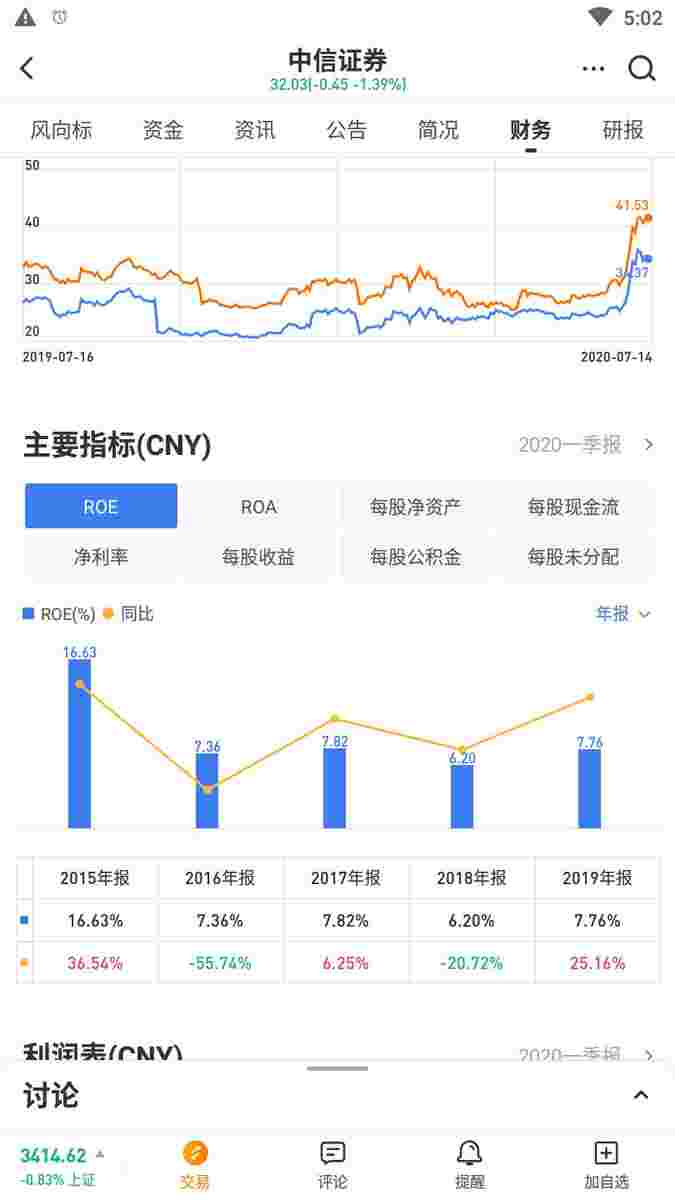 5:02
中信证券
32.03(-0.45 -1.39%)
风向标 资金 资讯 公告 简况 财务 研报
50
41.53
40
30
20
2019-07-16 2020-07-14
主要指标(CNY) 2020一季报
ROE ROA 每股净资产 每股现金流
净利率 每股收益 每股公积金 每股未分配
ROE(%) 同比 年报
16.63 7.36 7.82 6.20 7.76
2015年报 2016年报 2017年报 2018年报 2019年报
16.63% 7.36% 7.82% 6.20% 7.76%
36.54% -55.74% 6.25% -20.72% 25.16%
利润表(CNY) 2020一季报
讨论
3414.62
-0.83% 上证
交易 评论 提醒 加自选